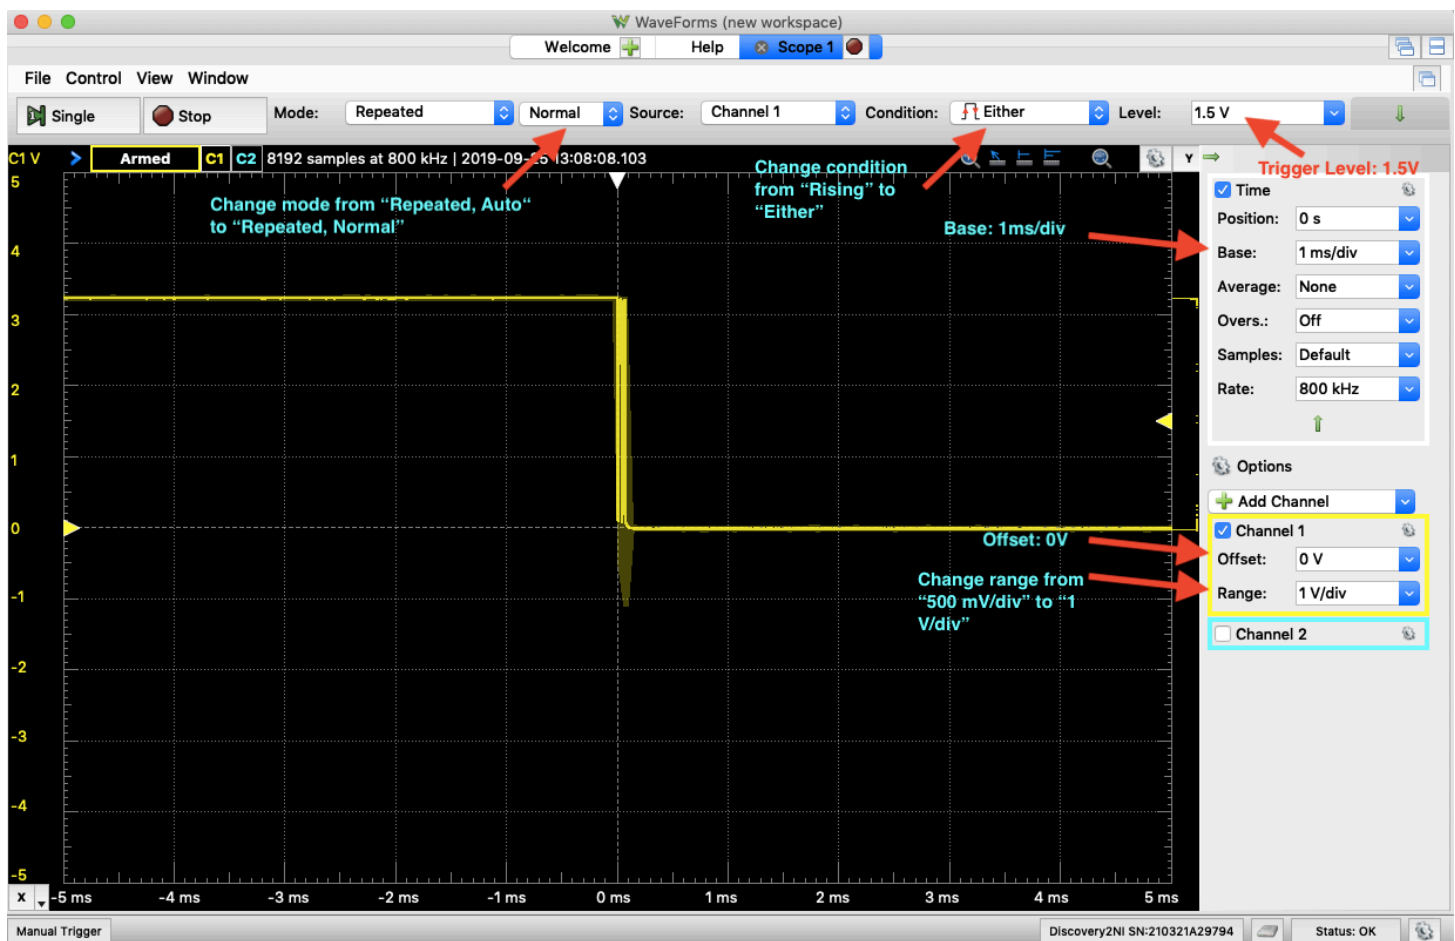 WaveForms (new workspace)
Welcome Help Scope 1
File Control View Window
Single Stop Mode: Repeated Normal Source: Channel 1 Condition: Either Level: 1.5 V
C1 V Armed C1 C2 8192 samples at 800 kHz | 2019-09-25 13:08:08.103 Y
Trigger Level: 1.5V
Change condition
from “Rising” to
“Either”
Change mode from “Repeated, Auto“
to “Repeated, Normal”
Base: 1ms/div
Offset: 0V
Change range from
“500 mV/div” to “1
V/div”
5
4
3
2
1
0
-1
-2
-3
-4
-5
X -5 ms -4 ms -3 ms -2 ms -1 ms 0 ms 1 ms 2 ms 3 ms 4 ms 5 ms
Time
Position: 0 s
Base: 1 ms/div
Average: None
Overs.: Off
Samples: Default
Rate: 800 kHz
Options
Add Channel
Channel 1
Offset: 0 V
Range: 1 V/div
Channel 2
Manual Trigger Discovery2NI SN:210321A29794 Status: OK